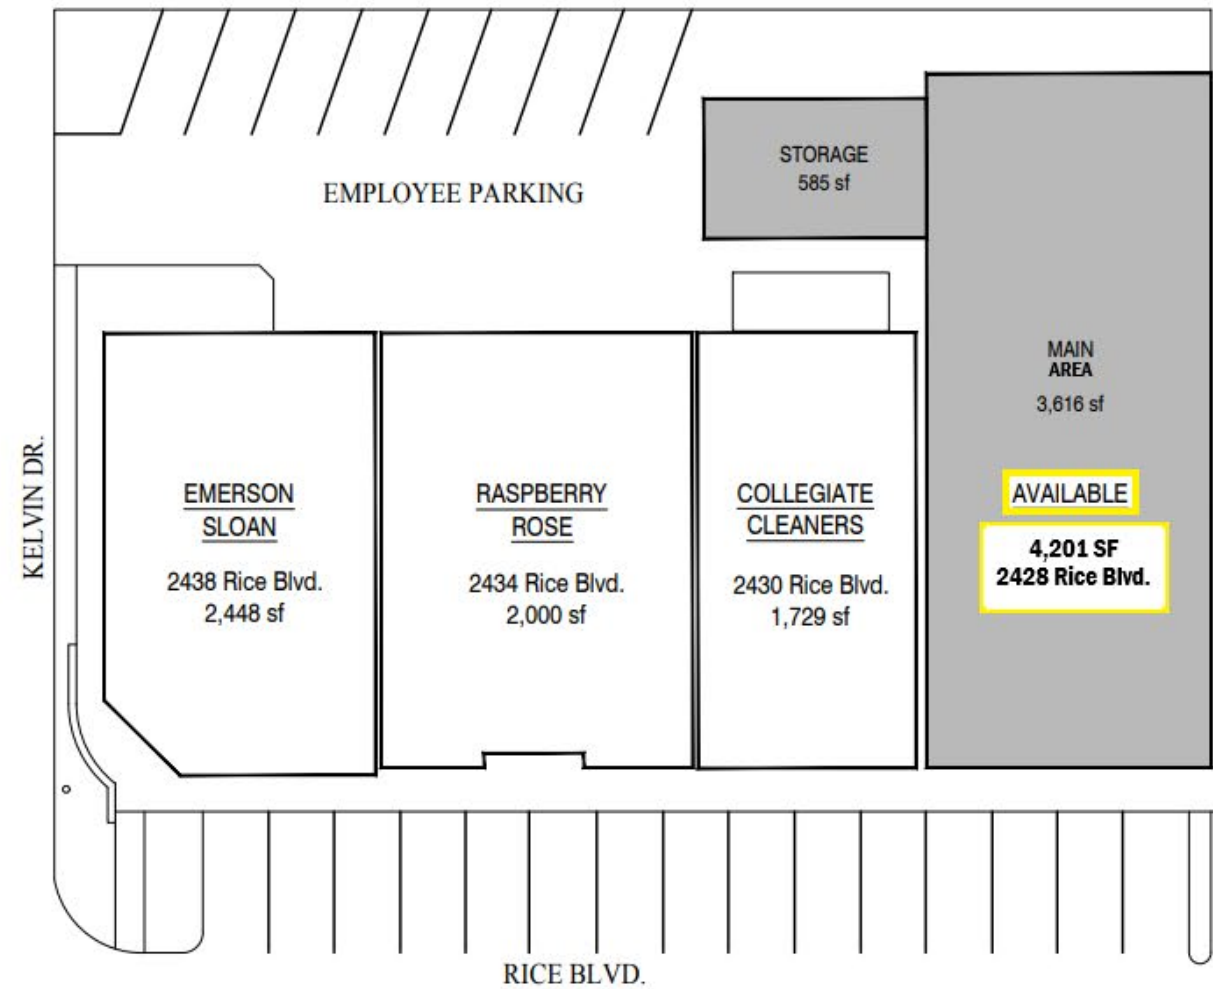 STORAGE
585 sf
EMPLOYEE PARKING
MAIN
AREA
3,616 sf
KELVIN DR.
EMERSON
SLOAN
2438 Rice Blvd.
2,448 sf
RASPBERRY
ROSE
2434 Rice Blvd.
2,000 sf
COLLEGIATE
CLEANERS
2430 Rice Blvd.
1,729 sf
AVAILABLE
4,201 SF
2428 Rice Blvd.
RICE BLVD.